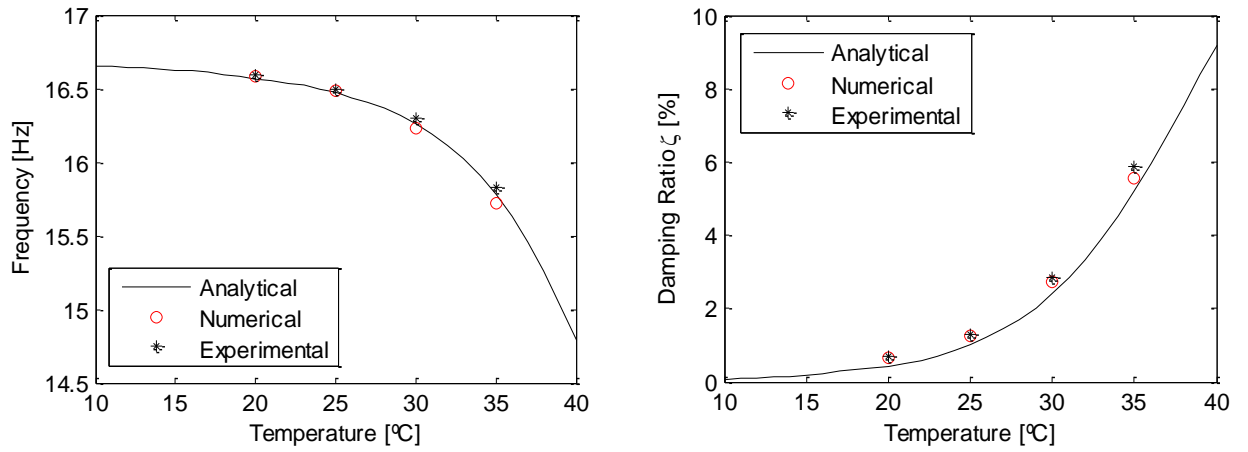 17
16.5
16
15.5
15
14.5
Frequency [Hz]
Analytical
Numerical
Experimental
10 15 20 25 30 35 40
Temperature [ºC]
10
8
6
4
2
0
Damping Ratio ζ [%]
Analytical
Numerical
Experimental
10 15 20 25 30 35 40
Temperature [ºC]